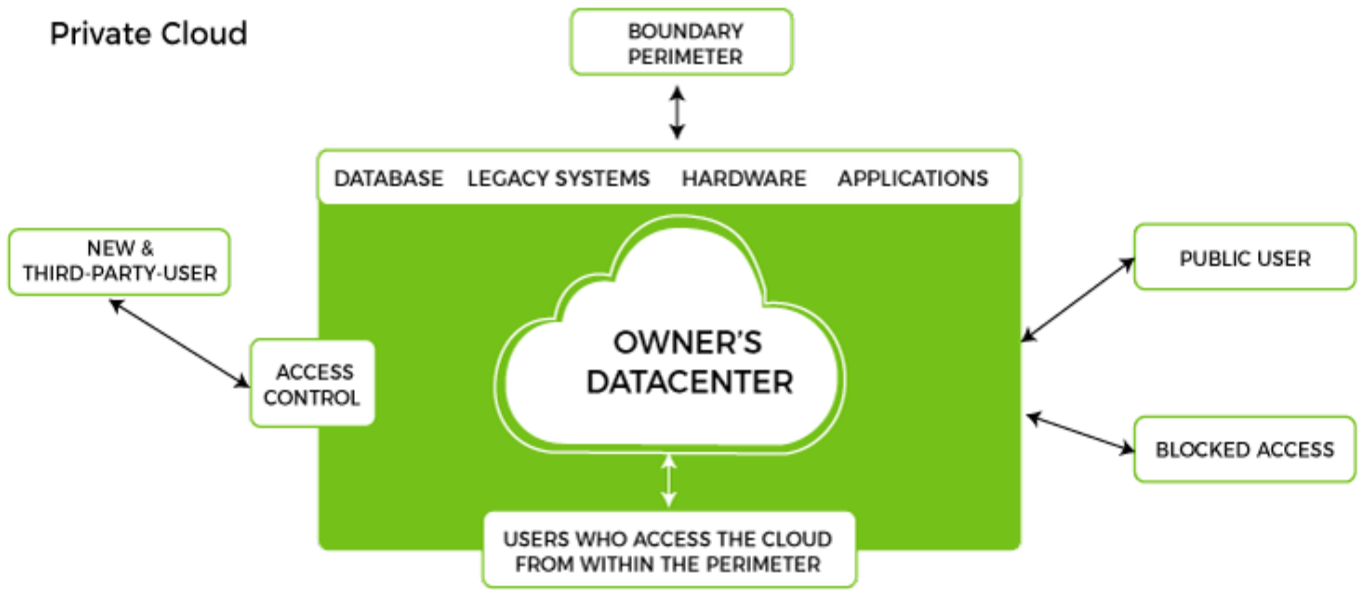 Private Cloud
BOUNDARY
PERIMETER
DATABASE LEGACY SYSTEMS HARDWARE APPLICATIONS
NEW &
THIRD-PARTY-USER
PUBLIC USER
OWNER'S
DATACENTER
ACCESS
CONTROL
BLOCKED ACCESS
USERS WHO ACCESS THE CLOUD
FROM WITHIN THE PERIMETER